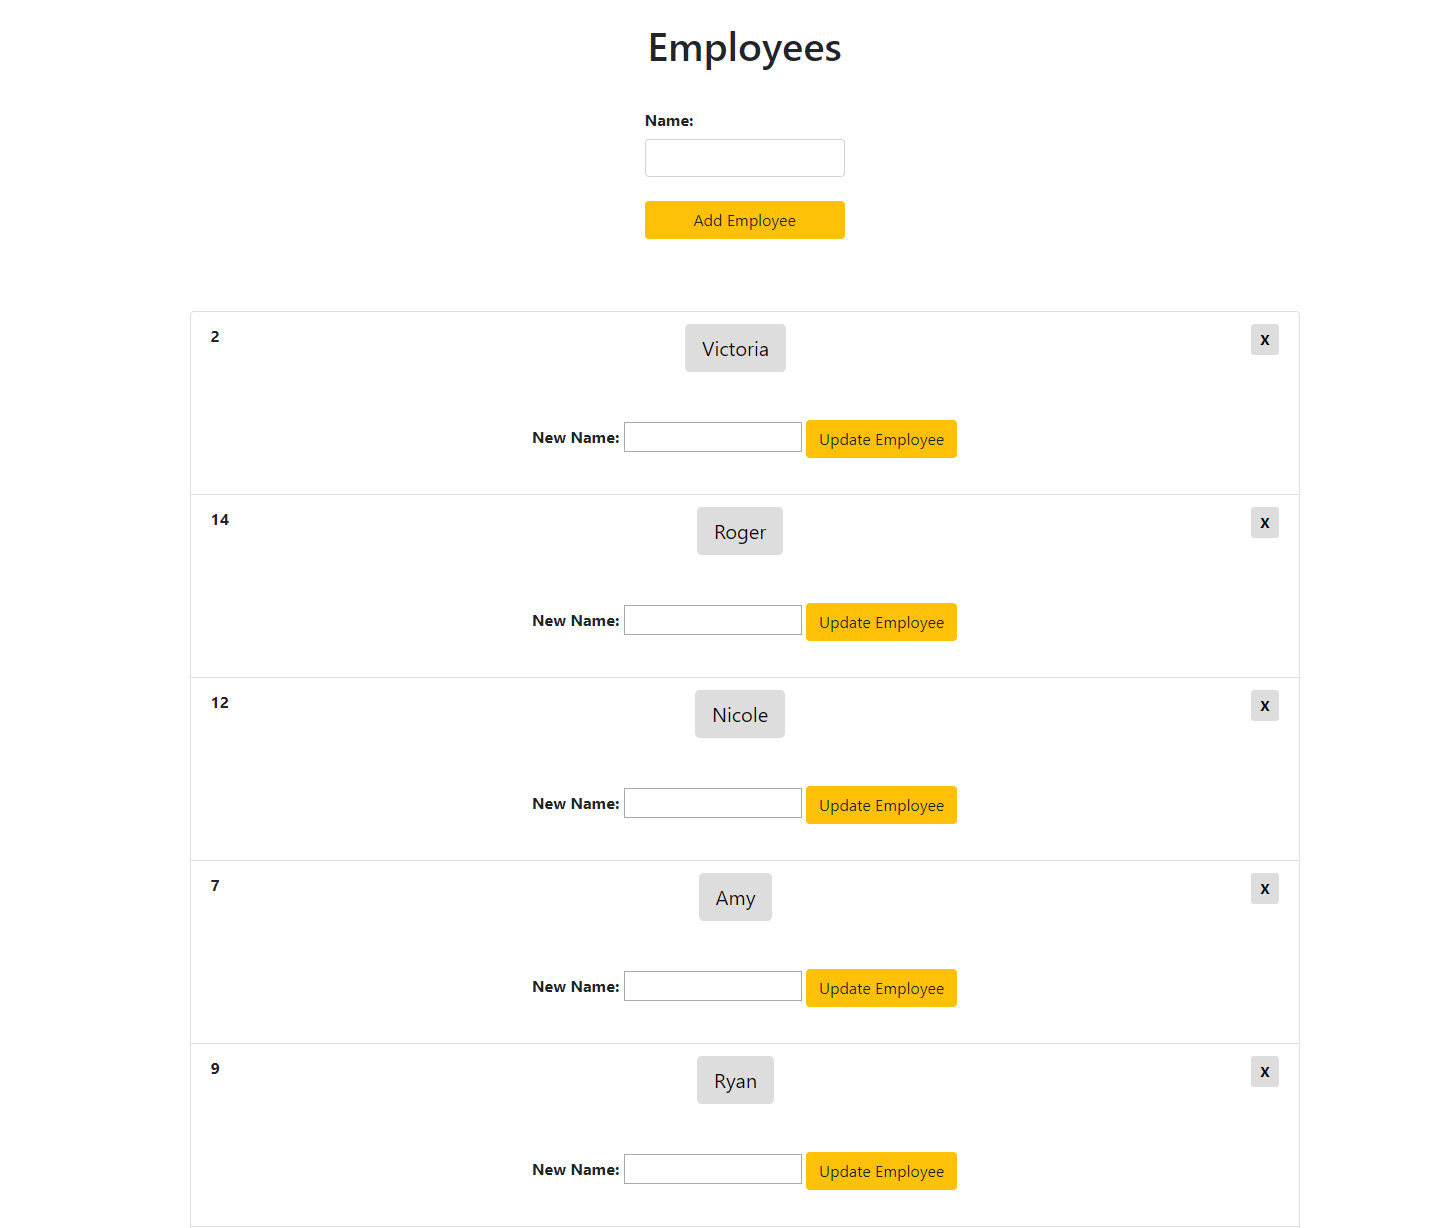 Employees
Name:
Add Employee
2 Victoria X
New Name: Update Employee
14 Roger X
New Name: Update Employee
12 Nicole X
New Name: Update Employee
7 Amy X
New Name: Update Employee
9 Ryan X
New Name: Update Employee